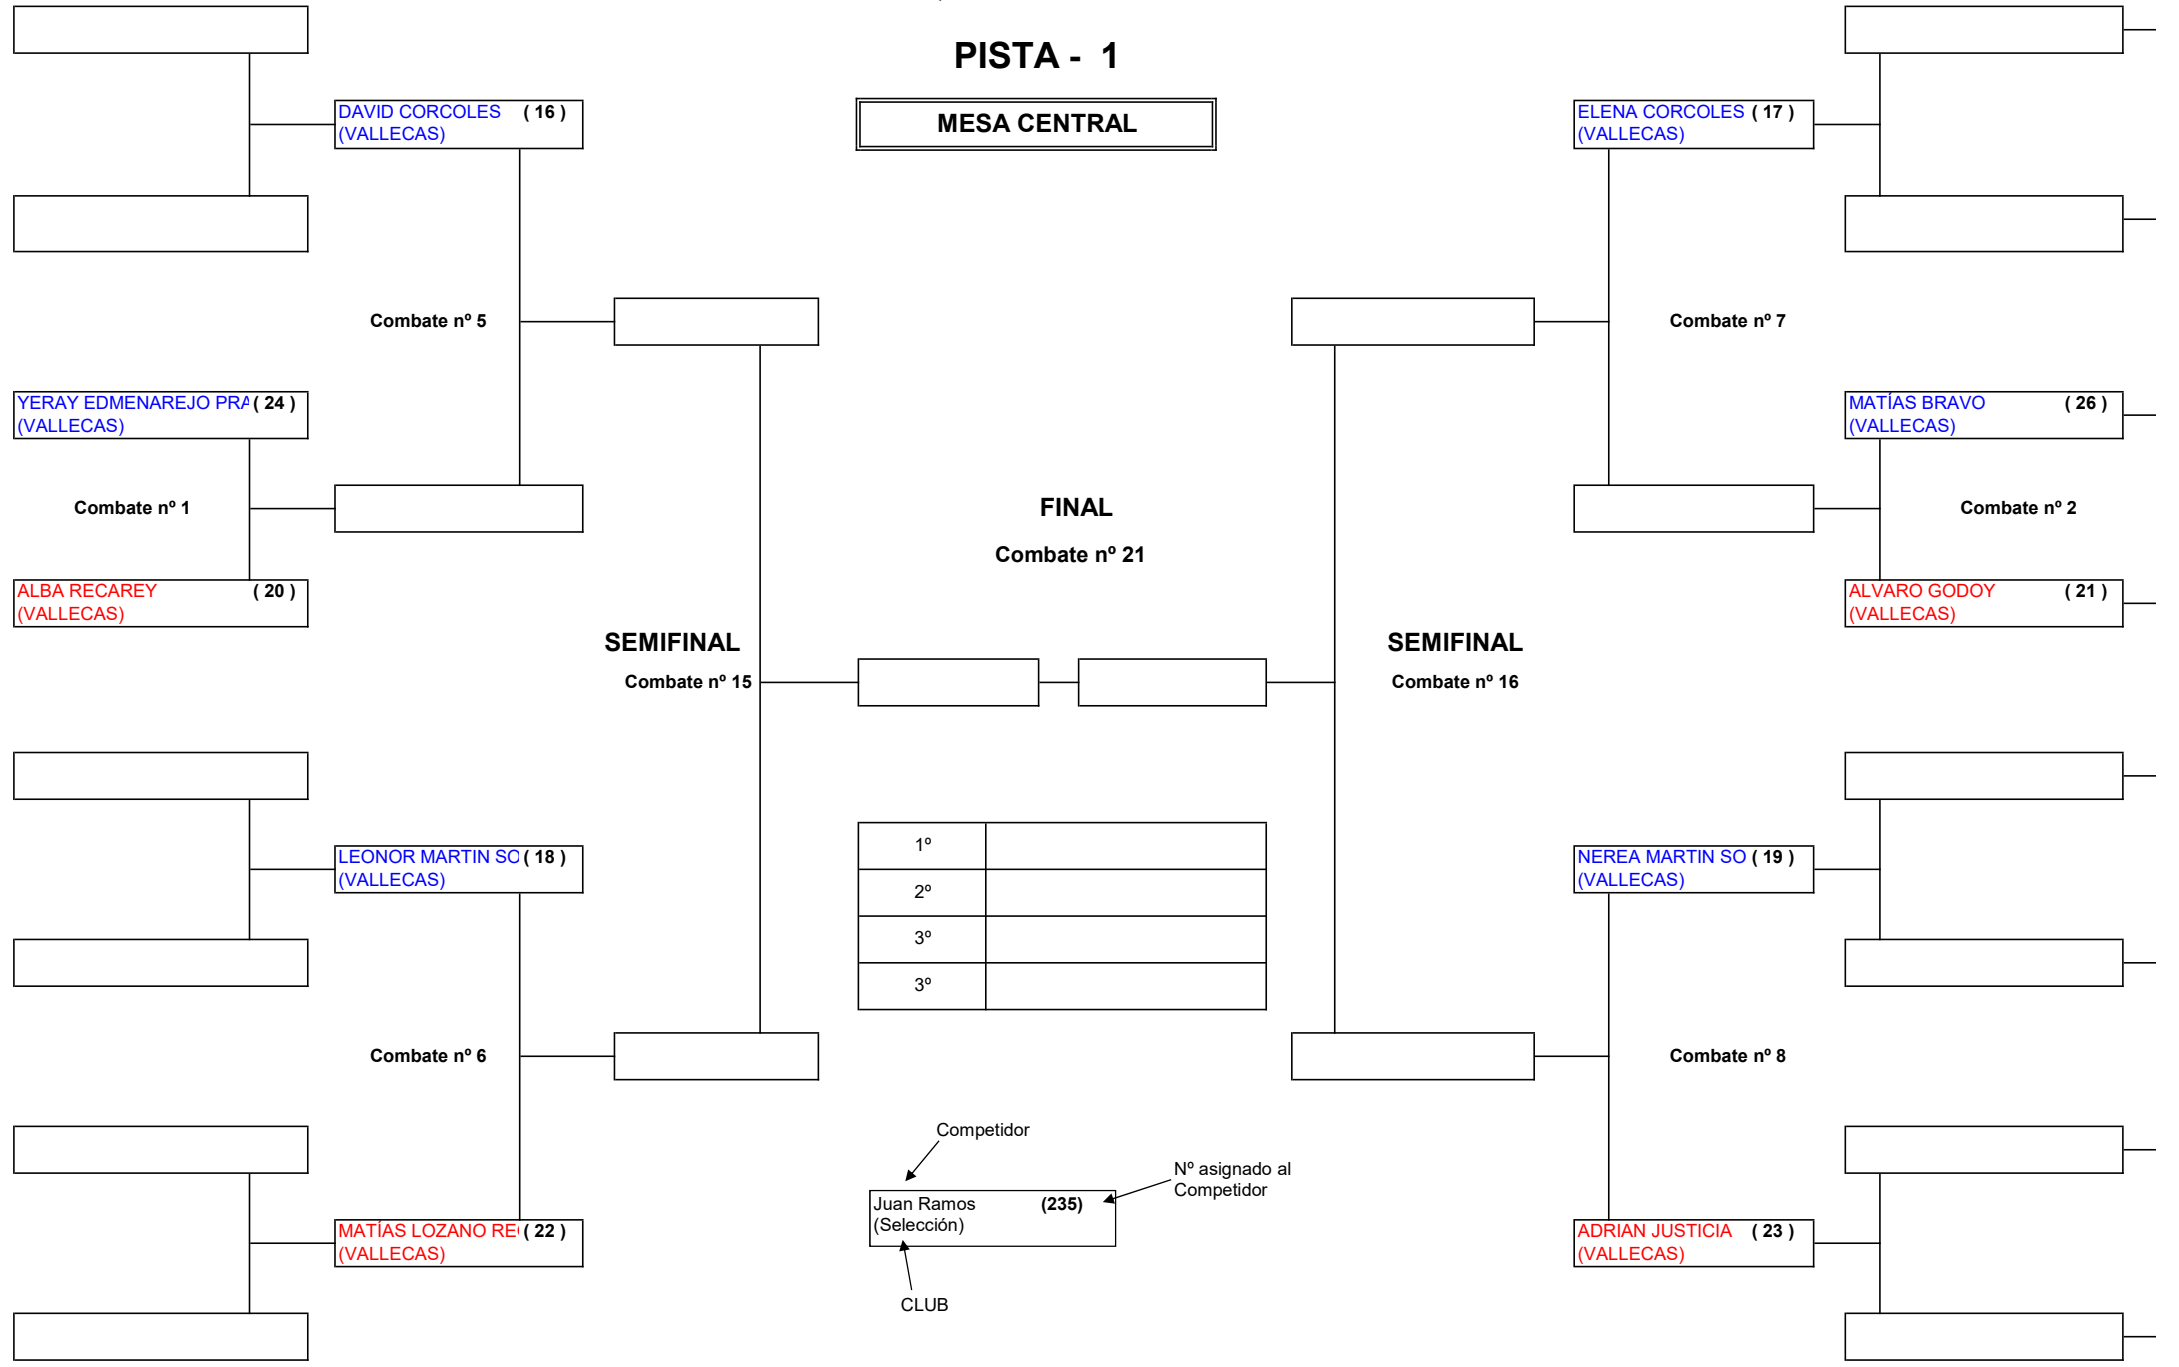 PISTA - 1
MESA CENTRAL
DAVID CORCOLES ( 16 )
(VALLECAS)
ELENA CORCOLES ( 17 )
(VALLECAS)
Combate nº 5
Combate nº 7
YERAY EDMENAREJO PRA ( 24 )
(VALLECAS)
MATÍAS BRAVO ( 26 )
(VALLECAS)
Combate nº 1
FINAL
Combate nº 2
Combate nº 21
ALBA RECAREY ( 20 )
(VALLECAS)
ALVARO GODOY ( 21 )
(VALLECAS)
SEMIFINAL
SEMIFINAL
Combate nº 15
Combate nº 16
1º
2º
3º
3º
LEONOR MARTIN SO ( 18 )
(VALLECAS)
NEREA MARTIN SO ( 19 )
(VALLECAS)
Combate nº 6
Combate nº 8
Competidor
Nº asignado al
Competidor
Juan Ramos (235)
(Selección)
CLUB
MATÍAS LOZANO RE ( 22 )
(VALLECAS)
ADRIAN JUSTICIA ( 23 )
(VALLECAS)